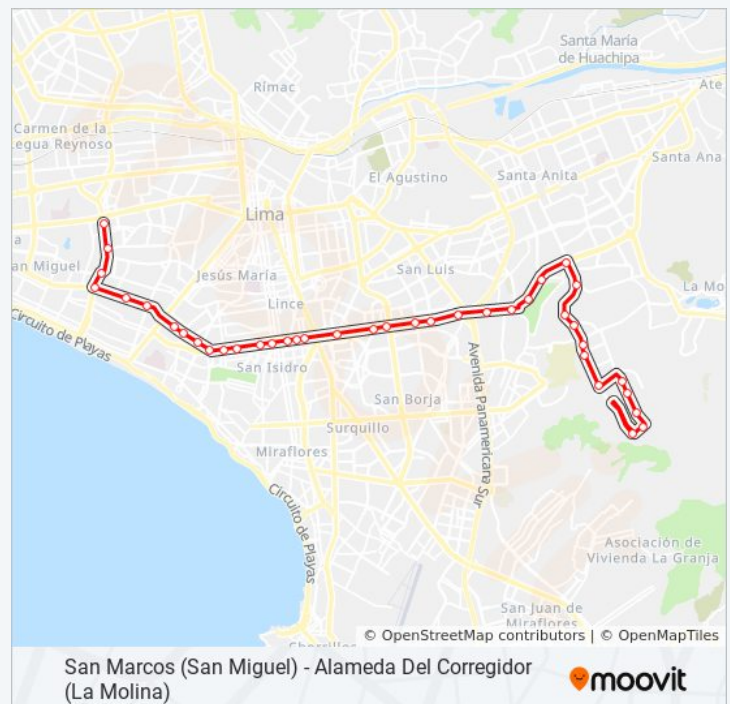 Santa María
de Huachipa
Rímac
Ate
Carmen de la
Legua Reynoso
Santa Ana
El Agustino
Santa Anita
Lima
San Luis
an Miguel
Jesús María
La Mo
Lince
Circuito de Playas
San Isidro
Avenida Panamericana Sur
San Borja
Surquillo
Miraflores
Circuito de Playas
Asociación de
Vivienda La Granja
San Juan de
Miraflores
Chorrillos
© OpenStreetMap contributors | © OpenMapTiles
San Marcos (San Miguel) - Alameda Del Corregidor
(La Molina)
moovit